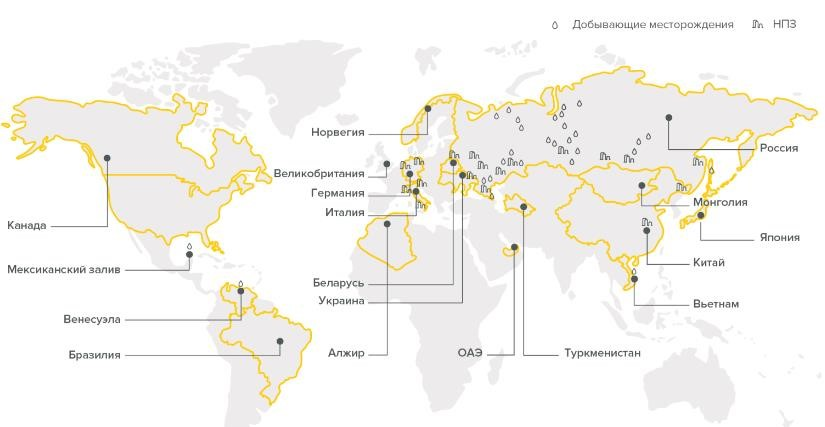 Добывающие месторождения
НПЗ
Норвегия
Россия
Великобритания
Германия
Монголия
Италия
Канада
Япония
Китай
Мексиканский залив
Беларусь
Украина
Вьетнам
Венесуэла
Бразилия
Алжир
ОАЭ
Туркменистан